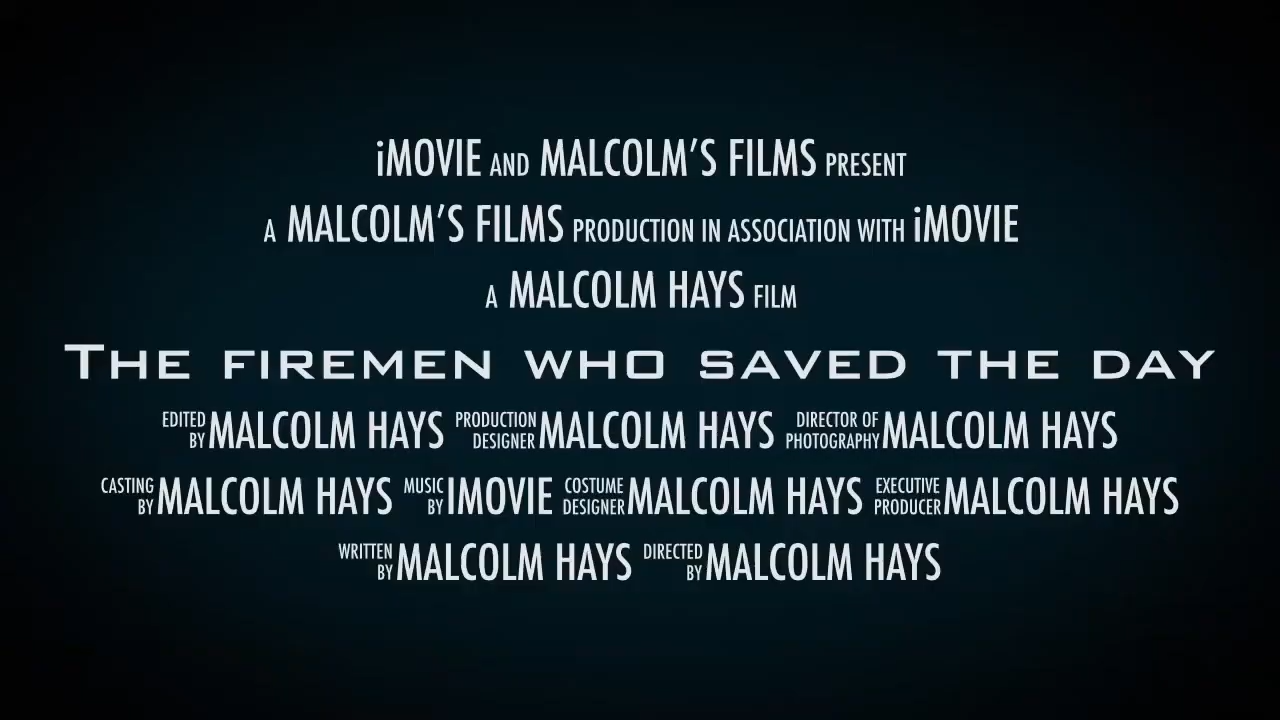 iMOVIE AND MALCOLM'S FILMS PRESENT
A MALCOLM'S FILMS PRODUCTION IN ASSOCIATION WITH iMOVIE
A MALCOLM HAYS FILM
THE FIREMEN WHO SAVED THE DAY
EDITED BY MALCOLM HAYS PRODUCTION DESIGNER MALCOLM HAYS DIRECTOR OF PHOTOGRAPHY MALCOLM HAYS
CASTING BY MALCOLM HAYS MUSIC BY IMOVIE COSTUME DESIGNER MALCOLM HAYS EXECUTIVE PRODUCER MALCOLM HAYS
WRITTEN BY MALCOLM HAYS DIRECTED BY MALCOLM HAYS